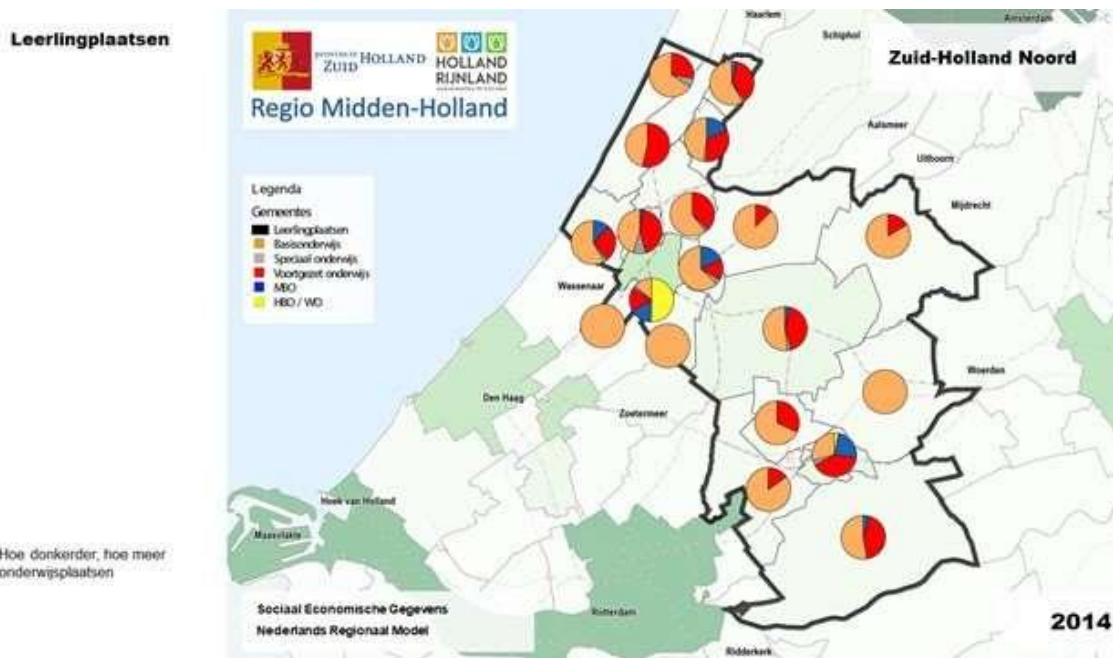 Leerlingplaatsen
PROVINCIE
ZUID HOLLAND
HOLLAND
RIJNLAND
Regio Midden-Holland
Zuid-Holland Noord
Legenda
Gemeentes
Leerlingplaatsen
Basisonderwijs
Speciaal onderwijs
Voortgezet onderwijs
MBO
HBO / WO
Haarlem
Amsterdam
Schiphol
Aalsmeer
Uithoorn
Mijdrecht
Wassenaar
Woerden
Den Haag
Zoetermeer
Hoek van Holland
Maasvlakte
Hoe donkerder, hoe meer
onderwijsplaatsen
Rotterdam
Ridderkerk
Sociaal Economische Gegevens
Nederlands Regionaal Model
2014